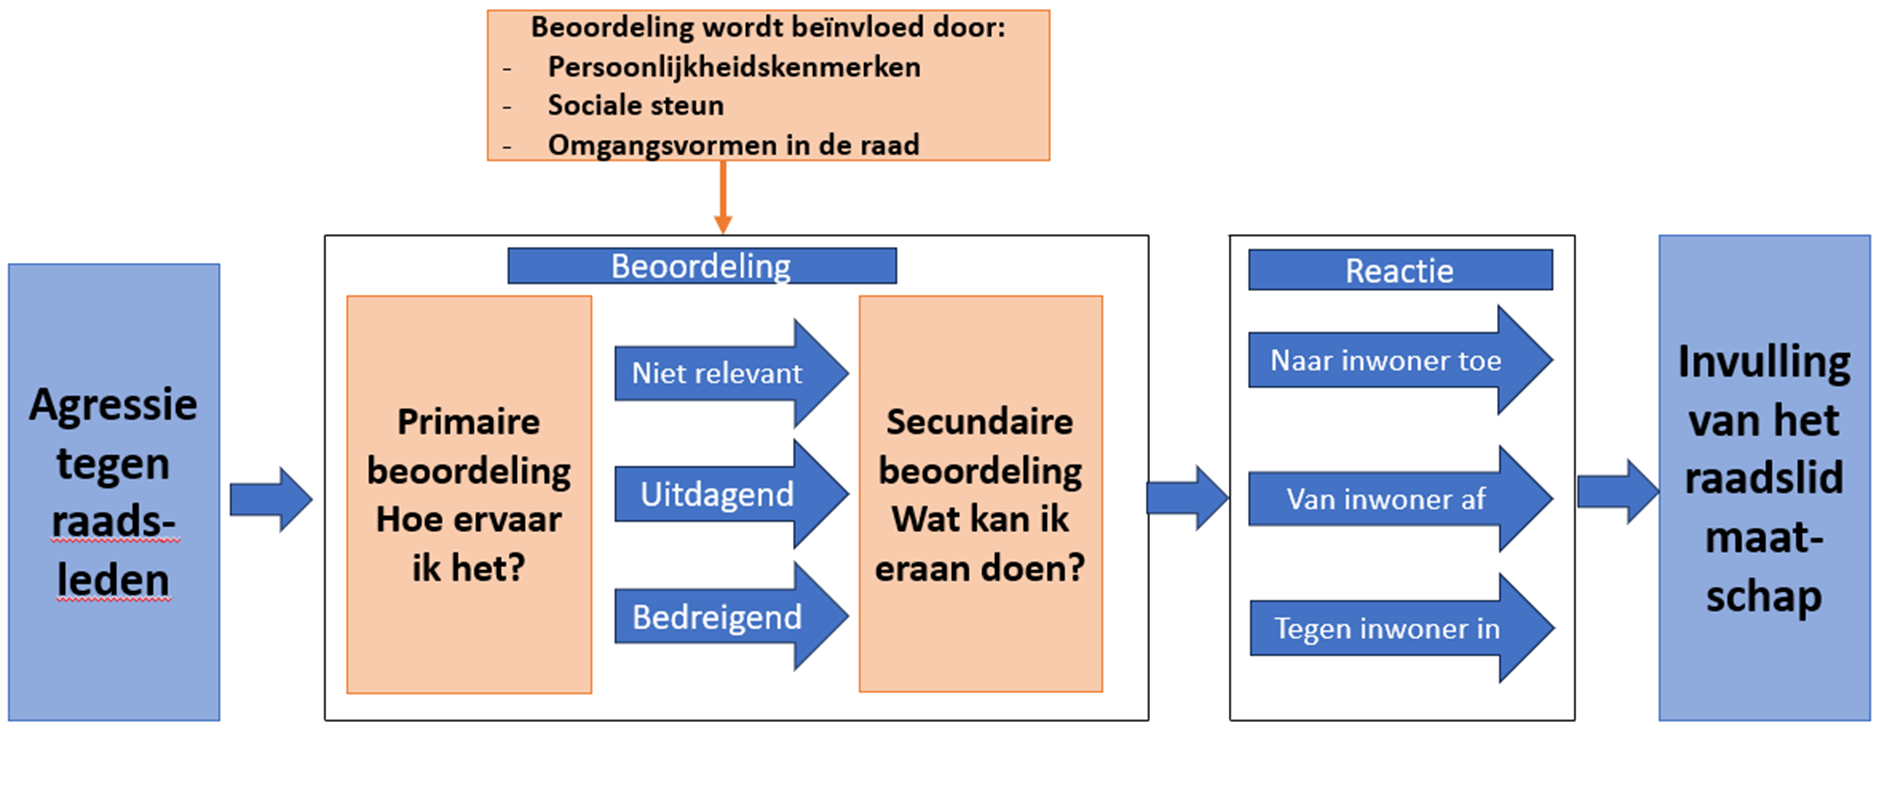 Beoordeling wordt beïnvloed door:
- Persoonlijkheidskenmerken
- Sociale steun
- Omgangsvormen in de raad
Agressie
tegen
raads-
leden
Beoordeling
Primaire
beoordeling
Hoe ervaar
ik het?
Niet relevant
Uitdagend
Bedreigend
Secundaire
beoordeling
Wat kan ik
eraan doen?
Reactie
Naar inwoner toe
Van inwoner af
Tegen inwoner in
Invulling
van het
raadslid
maat-
schap